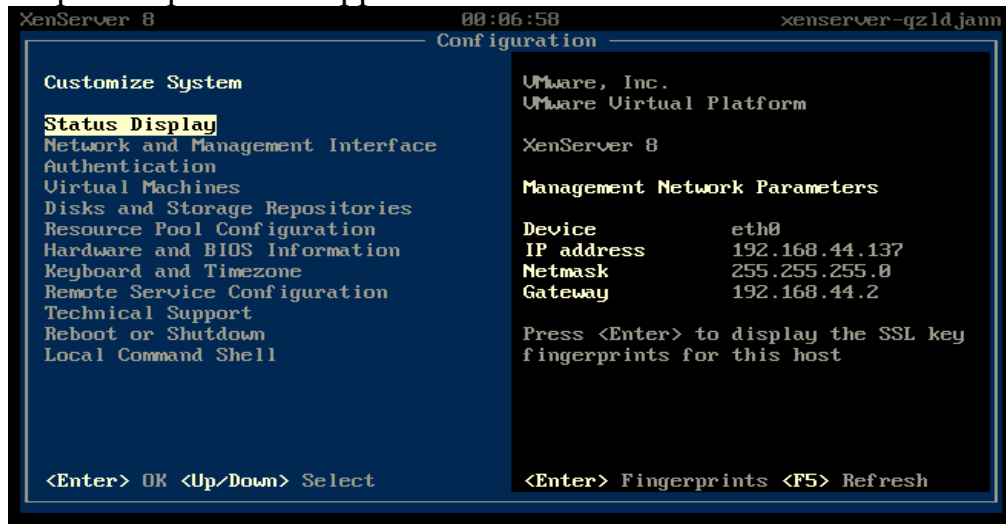 XenServer 8 00:06:58 xenserver-qzldjann
Configuration
Customize System
Status Display
Network and Management Interface
Authentication
Virtual Machines
Disks and Storage Repositories
Resource Pool Configuration
Hardware and BIOS Information
Keyboard and Timezone
Remote Service Configuration
Technical Support
Reboot or Shutdown
Local Command Shell
<Enter> OK <Up/Down> Select
VMware, Inc.
VMware Virtual Platform
XenServer 8
Management Network Parameters
Device eth0
IP address 192.168.44.137
Netmask 255.255.255.0
Gateway 192.168.44.2
Press <Enter> to display the SSL key
fingerprints for this host
<Enter> Fingerprints <F5> Refresh